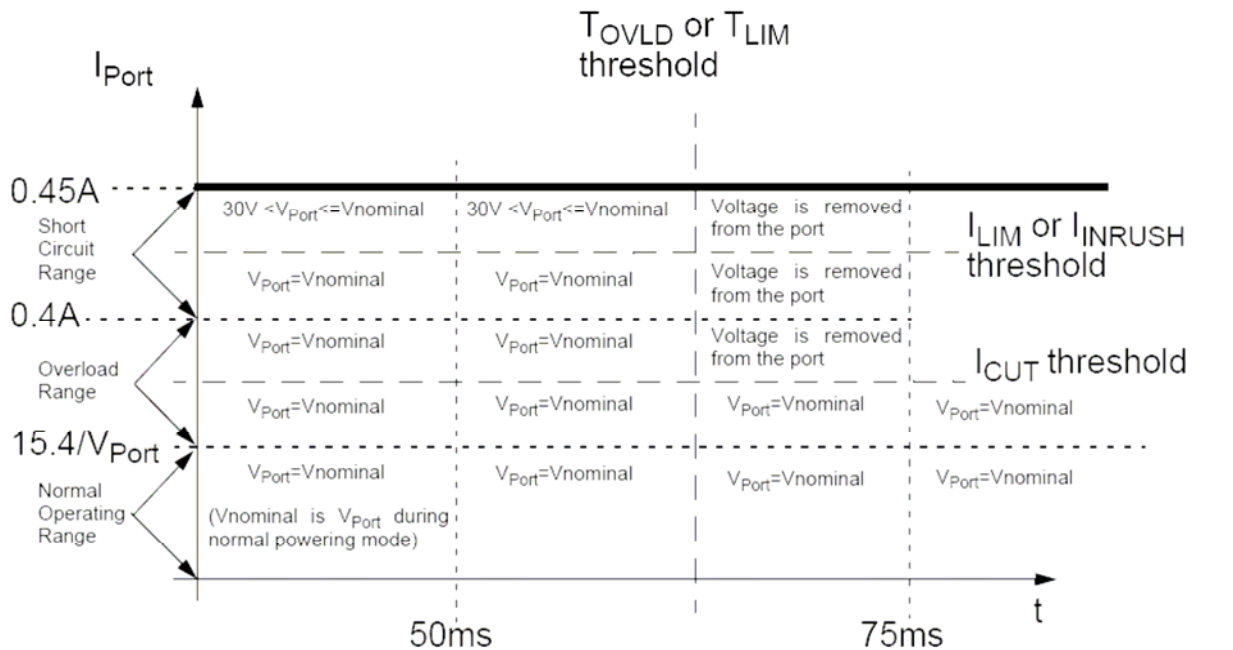 T_OVLD or T_LIM
threshold
I_Port
0.45A
Short
Circuit
Range
30V <V_Port<=Vnominal
30V <V_Port<=Vnominal
Voltage is removed
from the port
I_LIM or I_INRUSH
threshold
V_Port=Vnominal
V_Port=Vnominal
Voltage is removed
from the port
0.4A
V_Port=Vnominal
V_Port=Vnominal
Voltage is removed
from the port
Overload
Range
I_CUT threshold
V_Port=Vnominal
V_Port=Vnominal
V_Port=Vnominal
V_Port=Vnominal
15.4/V_Port
V_Port=Vnominal
V_Port=Vnominal
V_Port=Vnominal
V_Port=Vnominal
Normal
Operating
Range
(Vnominal is V_Port during
normal powering mode)
t
50ms
75ms